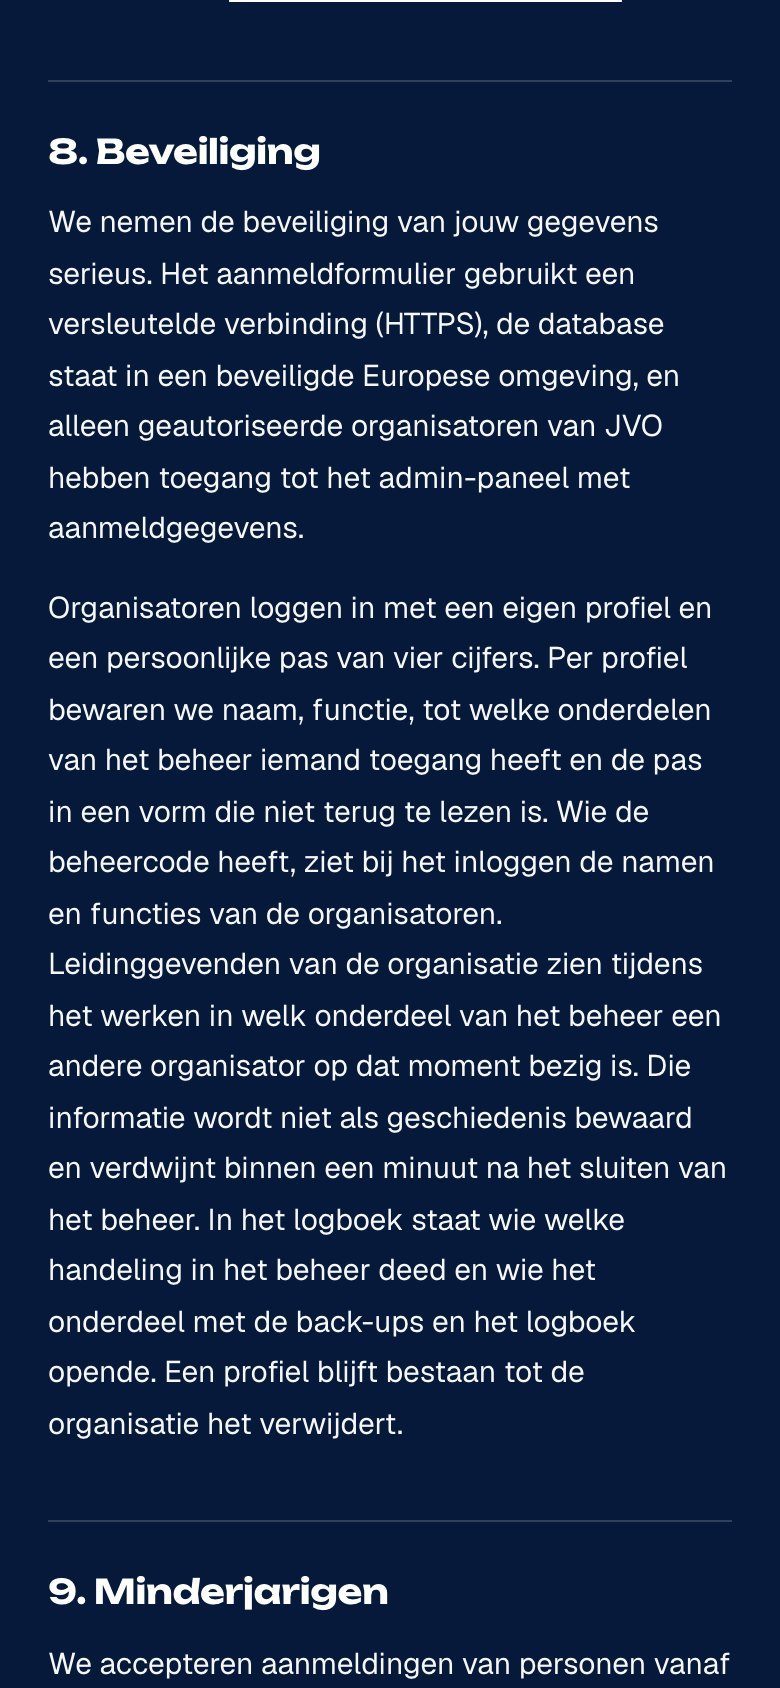 8. Beveiliging
We nemen de beveiliging van jouw gegevens
serieus. Het aanmeldformulier gebruikt een
versleutelde verbinding (HTTPS), de database
staat in een beveiligde Europese omgeving, en
alleen geautoriseerde organisatoren van JVO
hebben toegang tot het admin-paneel met
aanmeldgegevens.
Organisatoren loggen in met een eigen profiel en
een persoonlijke pas van vier cijfers. Per profiel
bewaren we naam, functie, tot welke onderdelen
van het beheer iemand toegang heeft en de pas
in een vorm die niet terug te lezen is. Wie de
beheercode heeft, ziet bij het inloggen de namen
en functies van de organisatoren.
Leidinggevenden van de organisatie zien tijdens
het werken in welk onderdeel van het beheer een
andere organisator op dat moment bezig is. Die
informatie wordt niet als geschiedenis bewaard
en verdwijnt binnen een minuut na het sluiten van
het beheer. In het logboek staat wie welke
handeling in het beheer deed en wie het
onderdeel met de back-ups en het logboek
opende. Een profiel blijft bestaan tot de
organisatie het verwijdert.
9. Minderjarigen
We accepteren aanmeldingen van personen vanaf